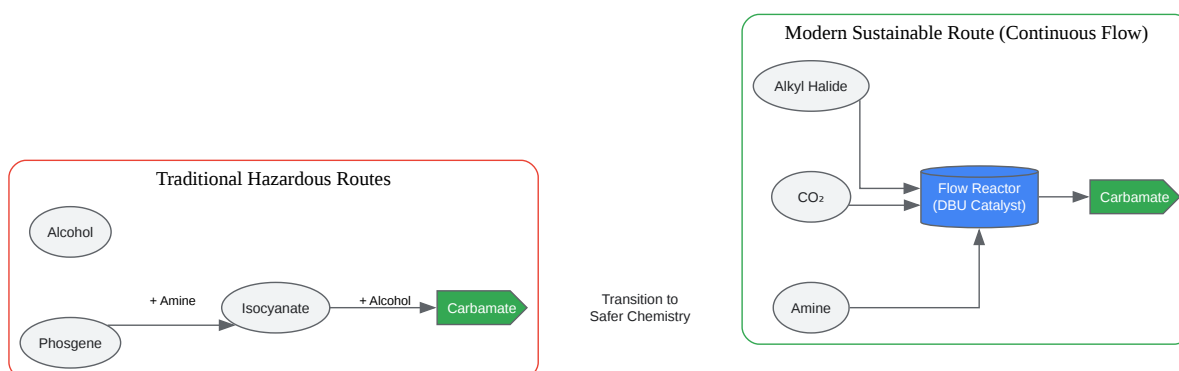 Traditional Hazardous Routes
Alcohol
+ Amine
Isocyanate
+ Alcohol
Carbamate
Phosgene
Transition to
Safer Chemistry
Modern Sustainable Route (Continuous Flow)
Alkyl Halide
CO₂
Flow Reactor
(DBU Catalyst)
Carbamate
Amine